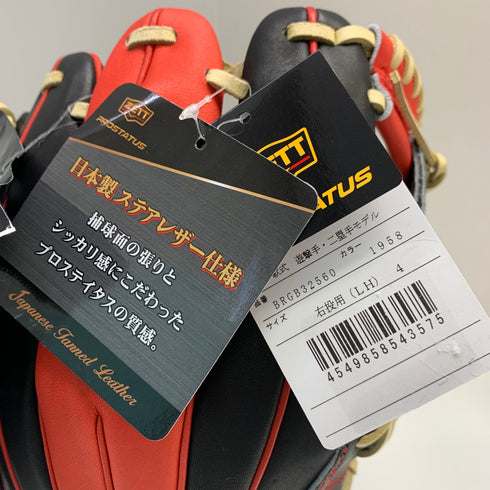 ZETT
PROSTATUS
日本製ステアレザー仕様
捕球面の張りと
シッカリ感にこだわった
プロステイタスの質感。
Japanese Tanned Leather
ZETT
PROSTATUS
軟式 遊撃手・二塁手モデル
品番 BRGB32560 カラー 1958
サイズ 右投用(LH) 4
4549858543575